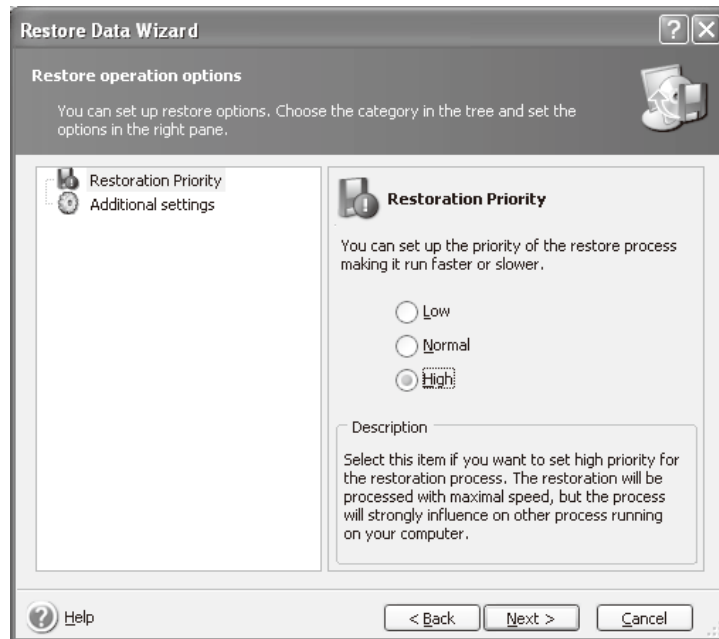 Restore Data Wizard
Restore operation options
You can set up restore options. Choose the category in the tree and set the
options in the right pane.
Restoration Priority
Additional settings
Restoration Priority
You can set up the priority of the restore process
making it run faster or slower.
Low
Normal
High
Description
Select this item if you want to set high priority for
the restoration process. The restoration will be
processed with maximal speed, but the process
will strongly influence on other process running
on your computer.
Help
< Back
Next >
Cancel